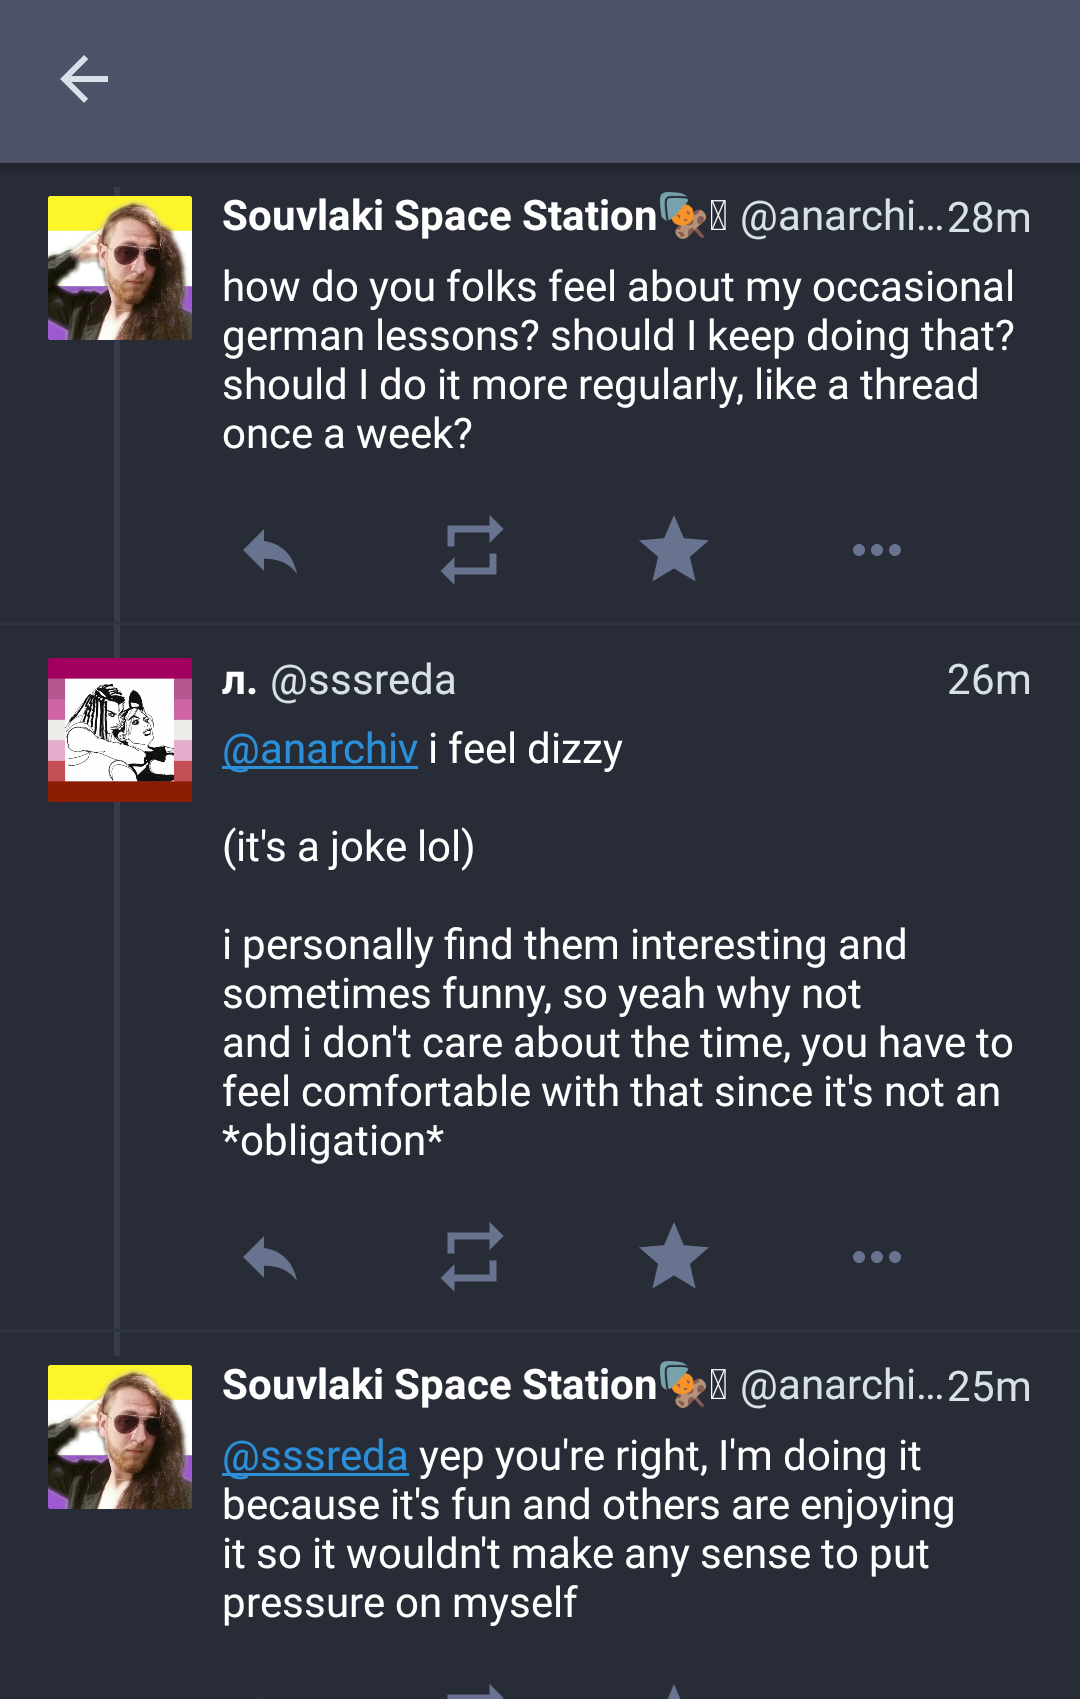 Souvlaki Space Station @anarchi... 28m
how do you folks feel about my occasional
german lessons? should I keep doing that?
should I do it more regularly, like a thread
once a week?
л. @sssreda 26m
@anarchiv i feel dizzy
(it's a joke lol)
i personally find them interesting and
sometimes funny, so yeah why not
and i don't care about the time, you have to
feel comfortable with that since it's not an
*obligation*
Souvlaki Space Station @anarchi... 25m
@sssreda yep you're right, I'm doing it
because it's fun and others are enjoying
it so it wouldn't make any sense to put
pressure on myself